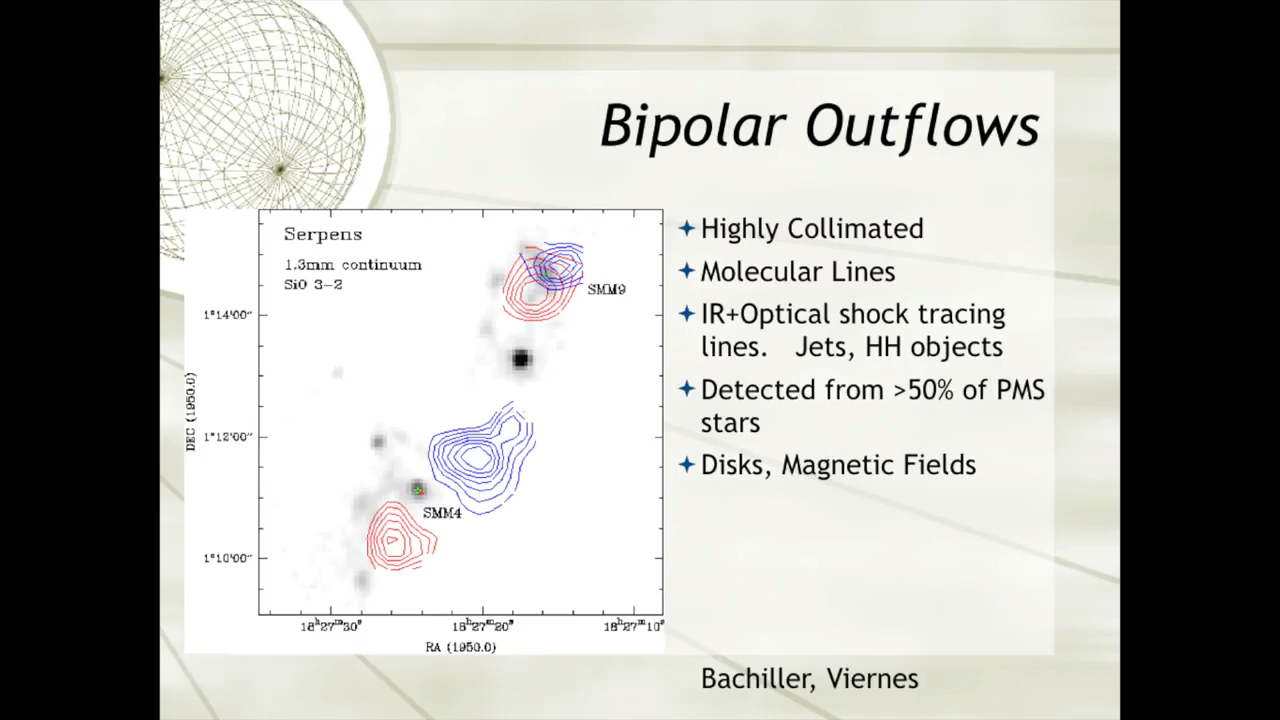 Bipolar Outflows
Serpens
1.3mm continuum
SiO 3-2
SMM9
SMM4
1°14'00"
1°12'00"
1°10'00"
DEC (1950.0)
18ʰ27ᵐ30ˢ
18ʰ27ᵐ20ˢ
18ʰ27ᵐ10ˢ
RA (1950.0)
Highly Collimated
Molecular Lines
IR+Optical shock tracing
lines. Jets, HH objects
Detected from >50% of PMS
stars
Disks, Magnetic Fields
Bachiller, Viernes